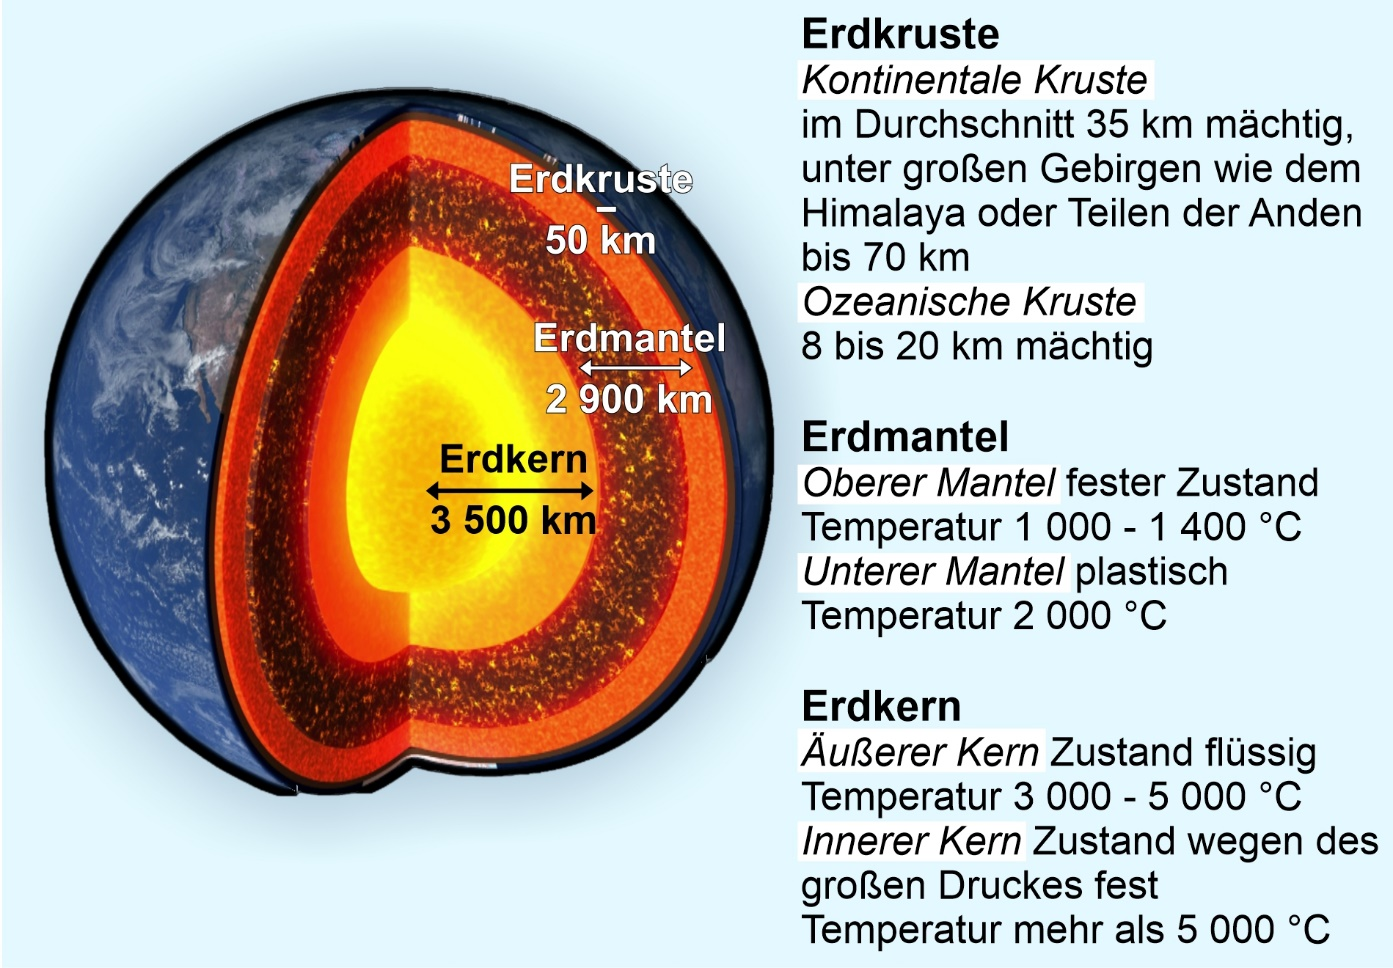 Erdkruste
50 km
Erdmantel
2 900 km
Erdkern
3 500 km
Erdkruste
Kontinentale Kruste
im Durchschnitt 35 km mächtig,
unter großen Gebirgen wie dem
Himalaya oder Teilen der Anden
bis 70 km
Ozeanische Kruste
8 bis 20 km mächtig
Erdmantel
Oberer Mantel fester Zustand
Temperatur 1 000 - 1 400 °C
Unterer Mantel plastisch
Temperatur 2 000 °C
Erdkern
Äußerer Kern Zustand flüssig
Temperatur 3 000 - 5 000 °C
Innerer Kern Zustand wegen des
großen Druckes fest
Temperatur mehr als 5 000 °C